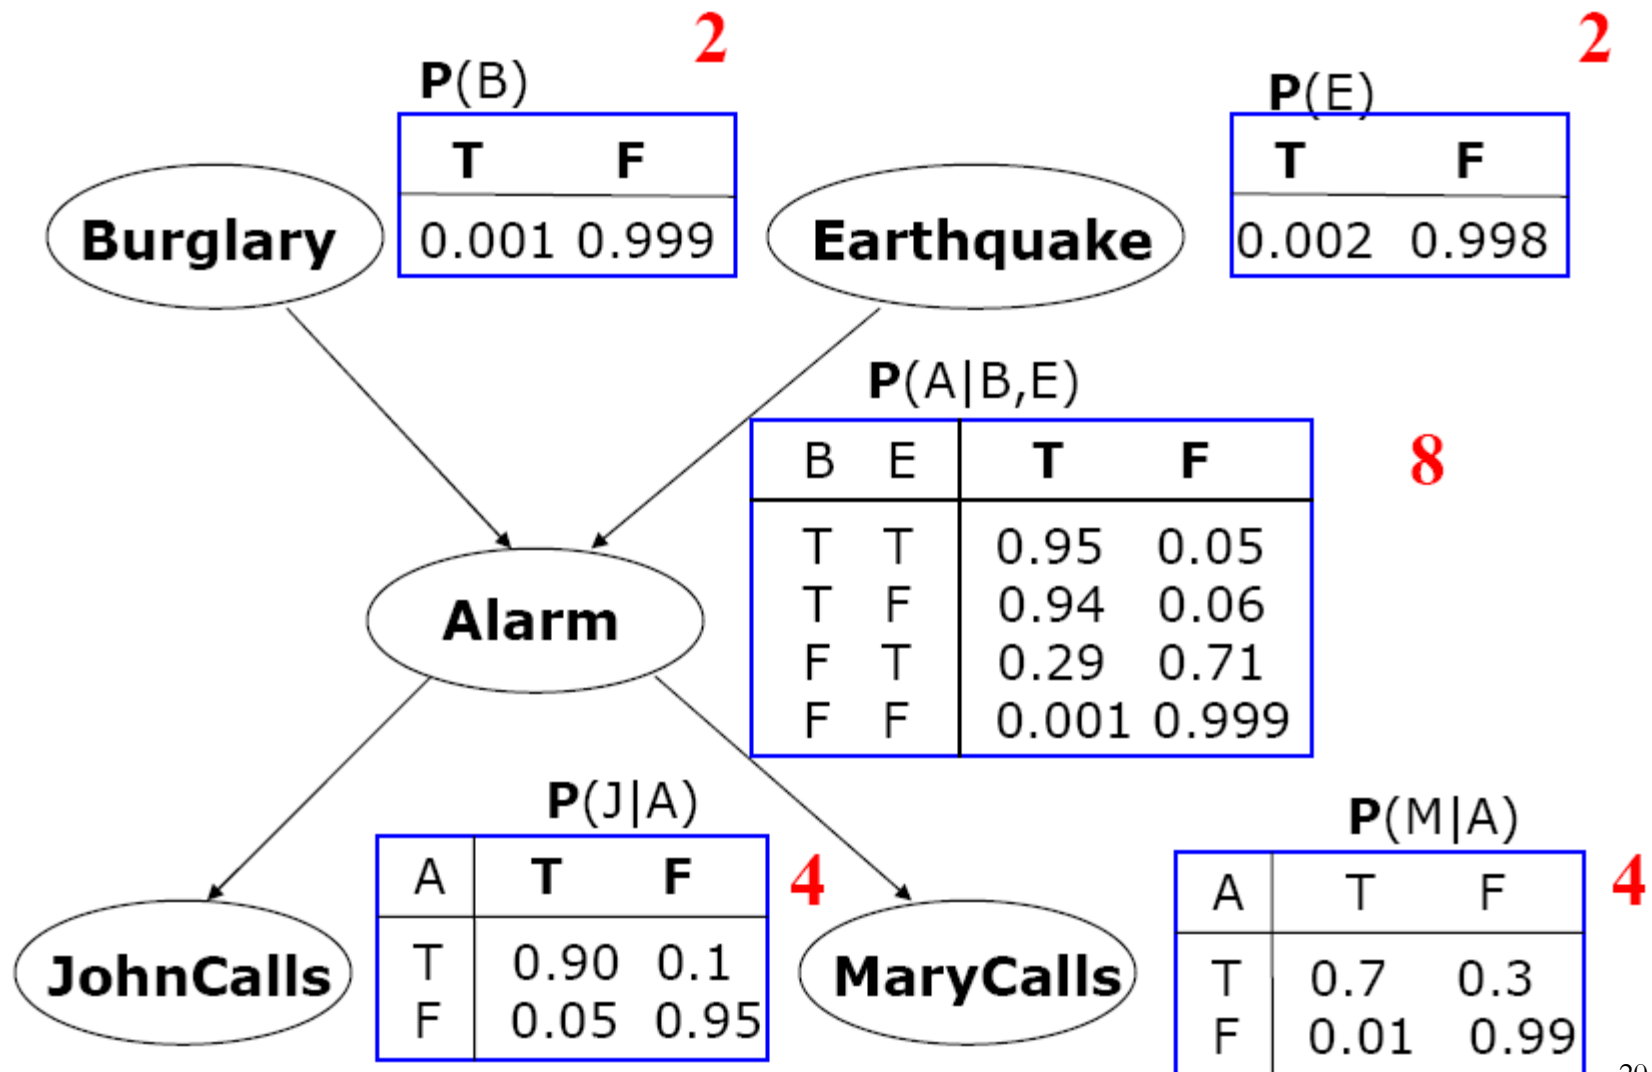 2
2
P(B)
P(E)
T F
T F
Burglary
0.001 0.999
Earthquake
0.002 0.998
P(A|B,E)
B E T F
8
T T 0.95 0.05
T F 0.94 0.06
Alarm
F T 0.29 0.71
F F 0.001 0.999
P(J|A)
P(M|A)
A T F
4
A T F
4
JohnCalls
T 0.90 0.1
F 0.05 0.95
MaryCalls
T 0.7 0.3
F 0.01 0.99